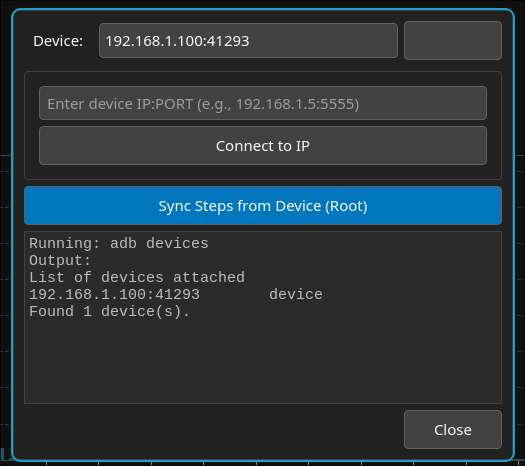 Device: 192.168.1.100:41293
Enter device IP:PORT (e.g., 192.168.1.5:5555)
Connect to IP
Sync Steps from Device (Root)
Running: adb devices
Output:
List of devices attached
192.168.1.100:41293 device
Found 1 device(s).
Close